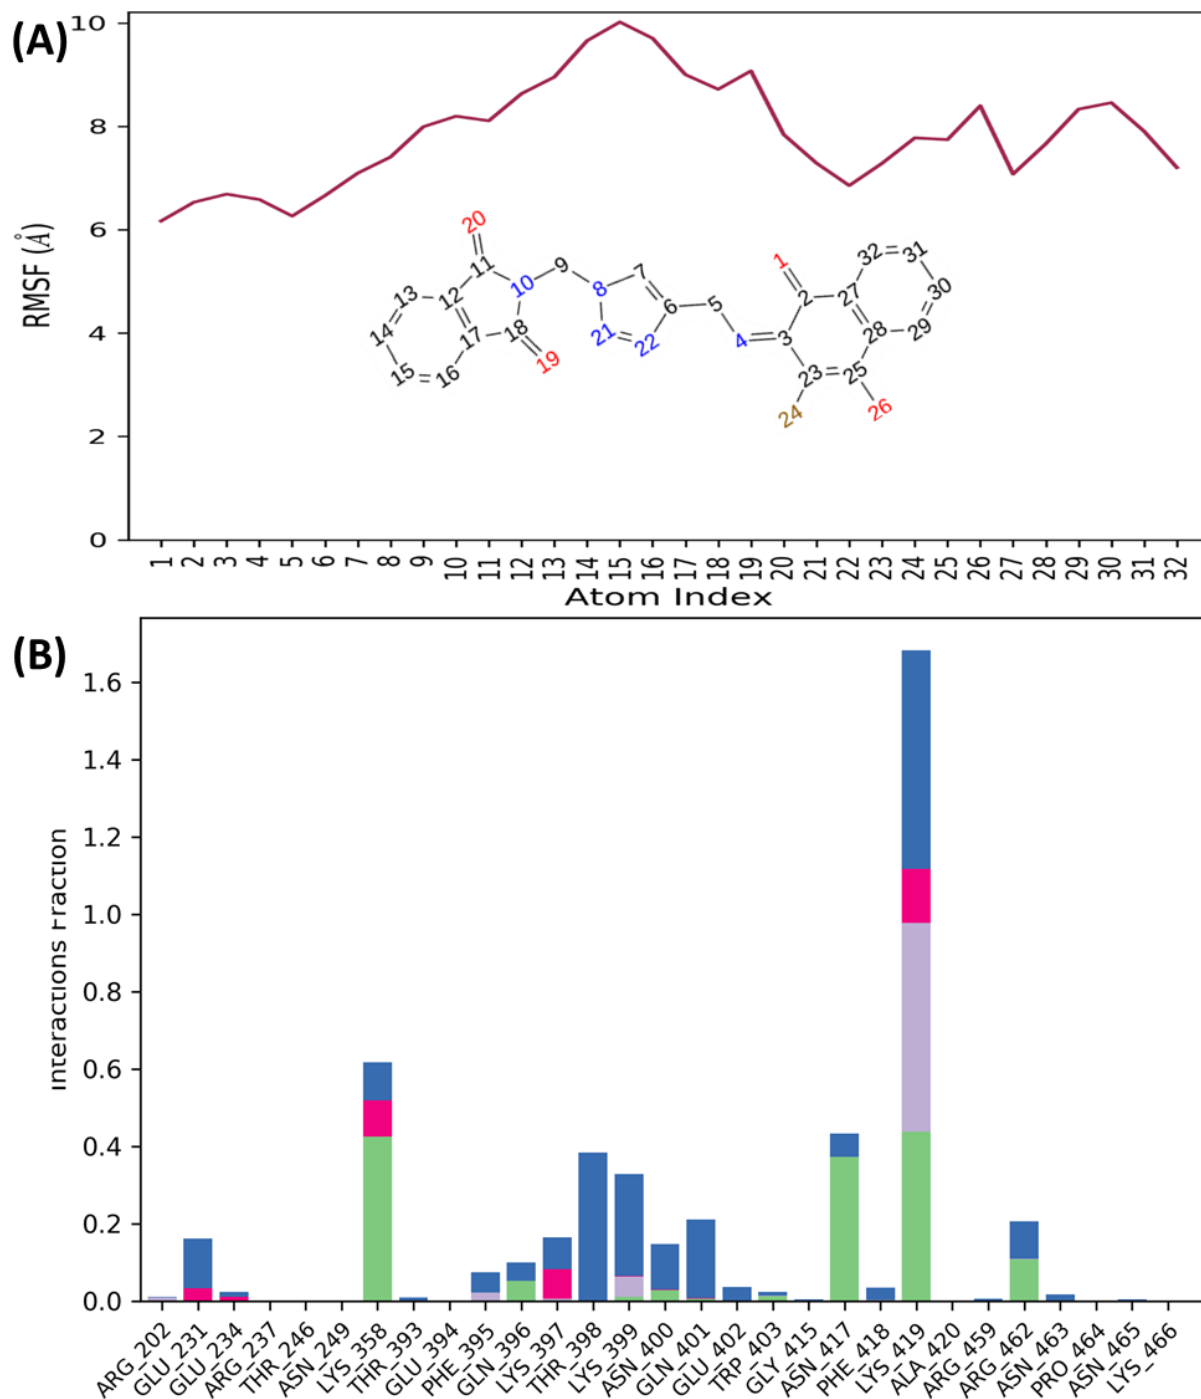 (A)
10
8
6
4
2
0
RMSF (Å)
20
11
9
10
8
7
13
12
14
17
18
15
16
19
21
22
6
5
4
1
2
3
32
31
27
30
28
29
23
25
24
26
1 2 3 4 5 6 7 8 9 10 11 12 13 14 15 16 17 18 19 20 21 22 23 24 25 26 27 28 29 30 31 32
Atom Index
(B)
1.6
1.4
1.2
1.0
0.8
0.6
0.4
0.2
0.0
Interactions Fraction
ARG_202
GLU_231
GLU_234
ARG_237
THR_246
ASN_249
LYS_358
THR_393
GLU_394
PHE_395
GLN_396
LYS_397
THR_398
LYS_399
ASN_400
GLN_401
GLU_402
TRP_403
GLY_415
ASN_417
PHE_418
LYS_419
ALA_420
ARG_459
ARG_462
ASN_463
PRO_464
ASN_465
LYS_466